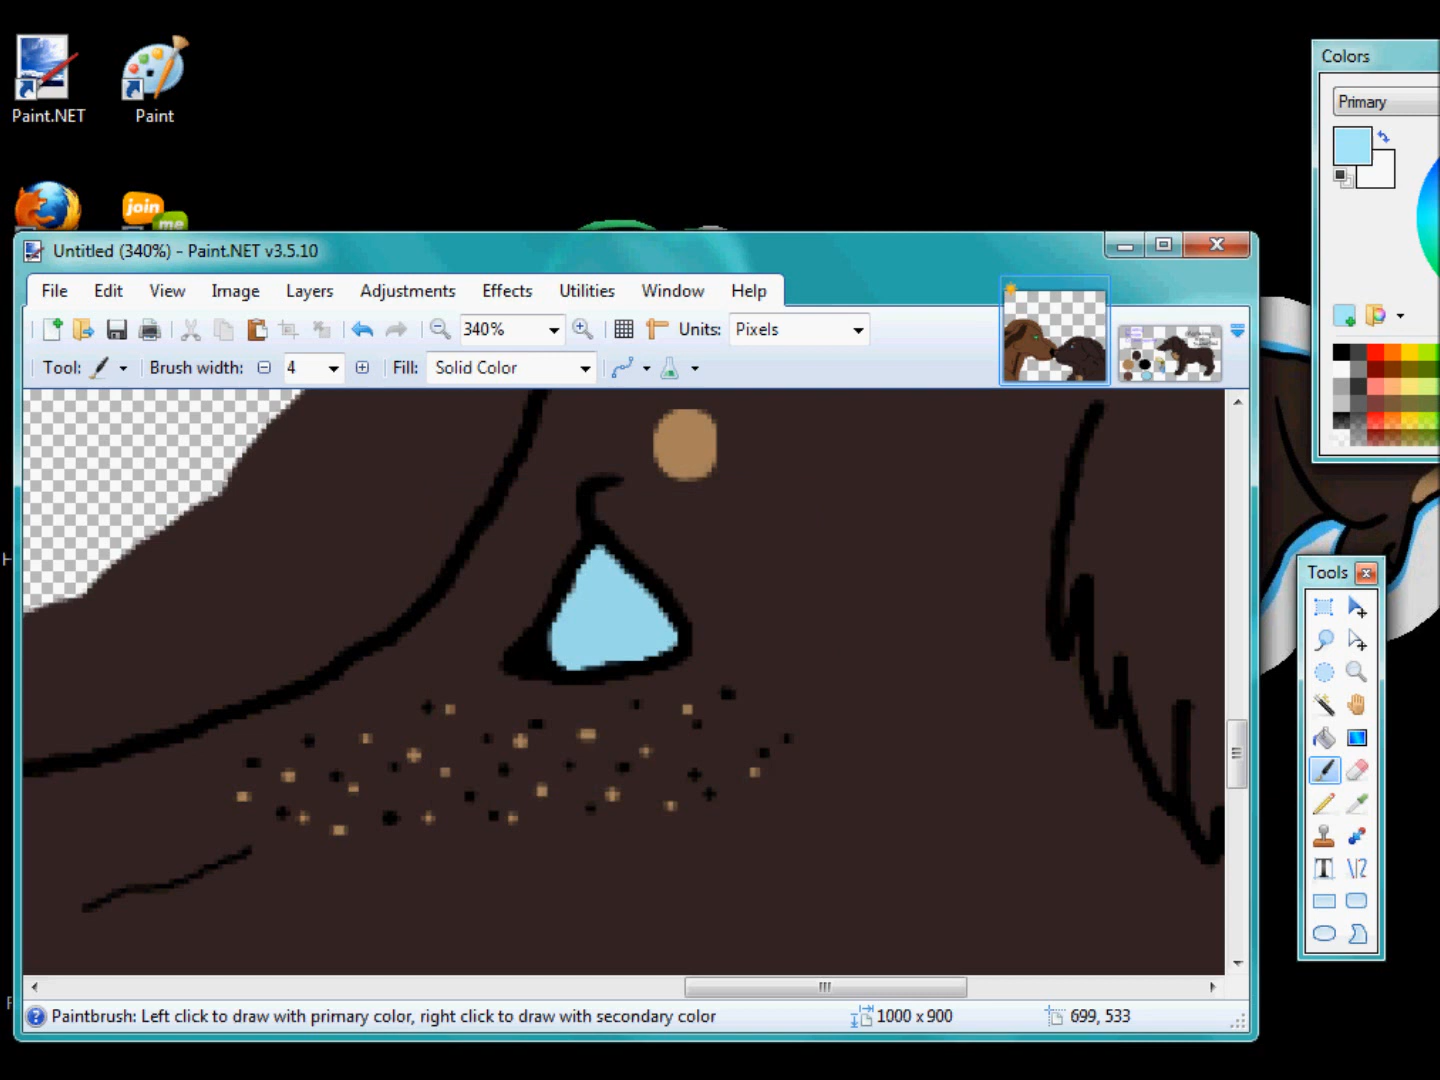 Paint.NET
Paint
join
me
Colors
Primary
Untitled (340%) - Paint.NET v3.5.10
File Edit View Image Layers Adjustments Effects Utilities Window Help
340% Units: Pixels
Tool: Brush width: 4 Fill: Solid Color
Tools
Paintbrush: Left click to draw with primary color, right click to draw with secondary color 1000 x 900 699, 533